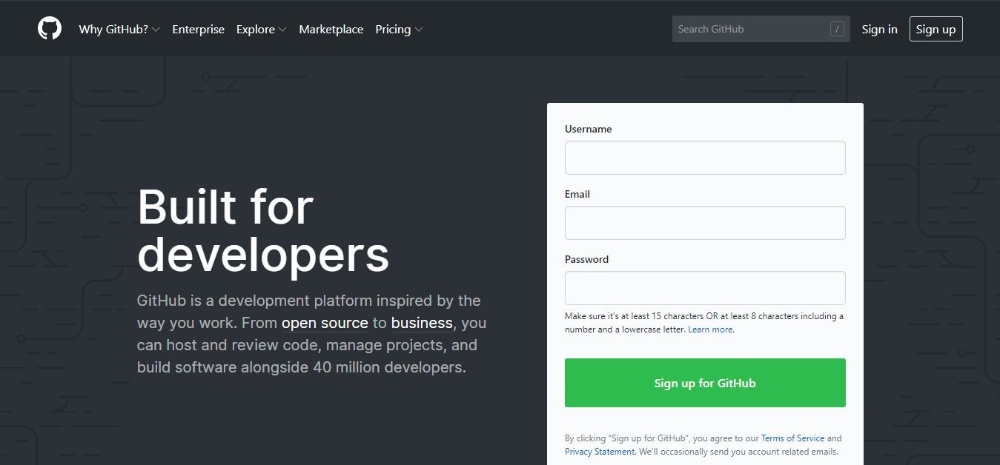 Why GitHub? Enterprise Explore Marketplace Pricing Search GitHub / Sign in Sign up
Built for
developers
GitHub is a development platform inspired by the
way you work. From open source to business, you
can host and review code, manage projects, and
build software alongside 40 million developers.
Username
Email
Password
Make sure it's at least 15 characters OR at least 8 characters including a
number and a lowercase letter. Learn more.
Sign up for GitHub
By clicking “Sign up for GitHub”, you agree to our Terms of Service and
Privacy Statement. We’ll occasionally send you account related emails.